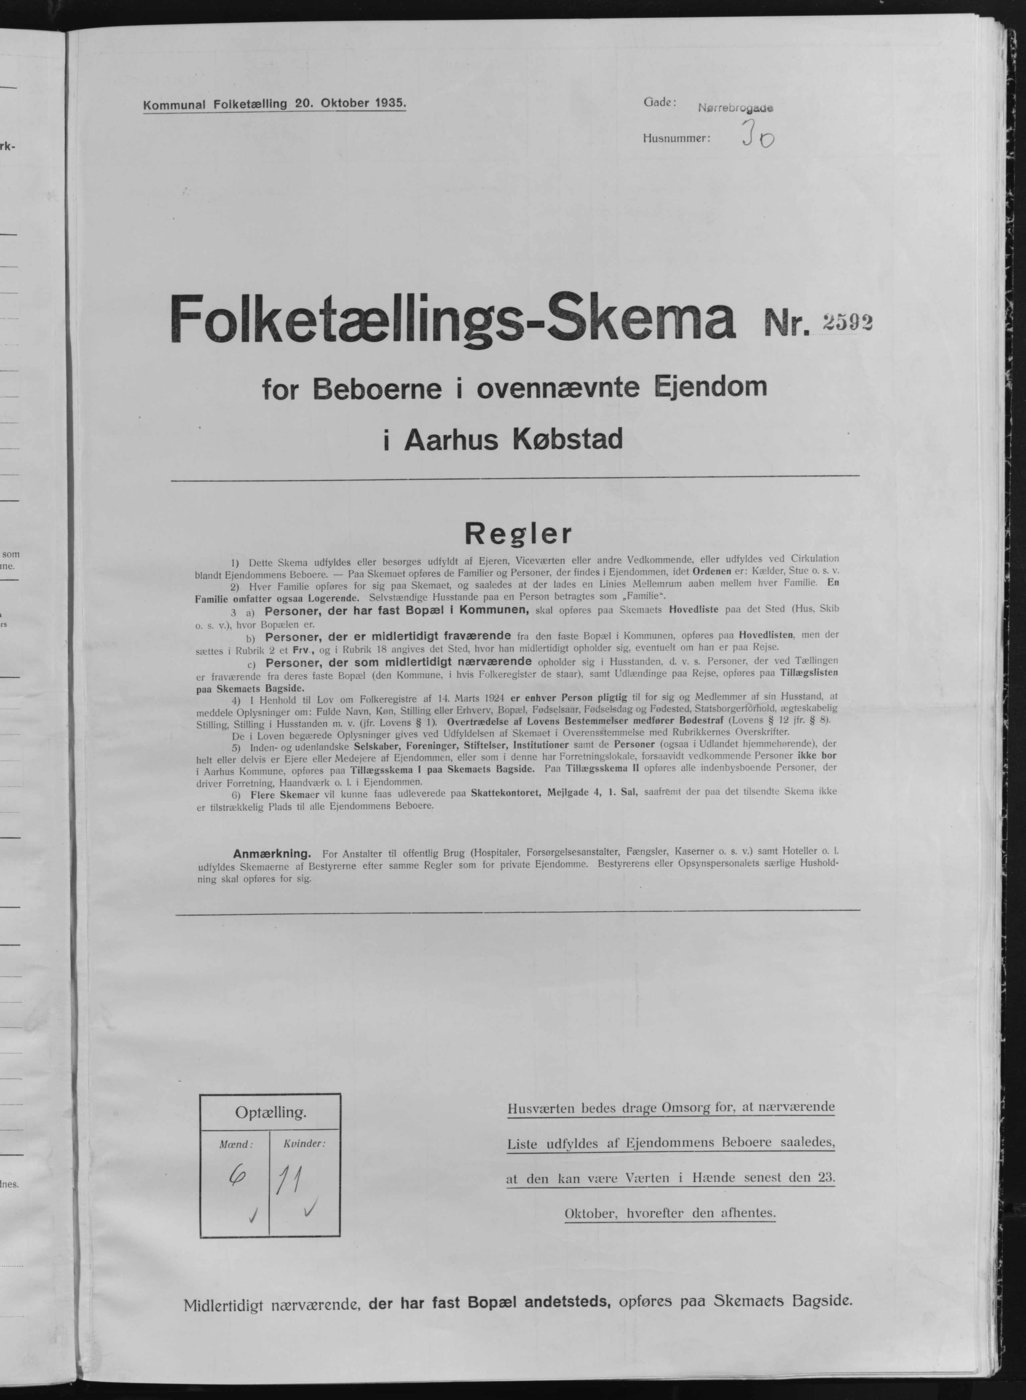 Kommunal Folketælling 20. Oktober 1935.
Gade: Nørrebrogade
Husnummer: 30
Folketællings-Skema Nr. 2592
for Beboerne i ovennævnte Ejendom
i Aarhus Købstad
Regler
1) Dette Skema udfyldes eller besørges udfyldt af Ejeren, Viceværten eller andre Vedkommende, eller udfyldes ved Cirkulation
blandt Ejendommens Beboere. — Paa Skemaet opføres de Familier og Personer, der findes i Ejendommen, idet Ordenen er: Kælder, Stue o. s. v.
2) Hver Familie opføres for sig paa Skemaet, og saaledes at der lades en Linies Mellemrum aaben mellem hver Familie. En
Familie omfatter ogsaa Logerende. Selvstændige Husstande paa en Person betragtes som „Familie“.
3 a) Personer, der har fast Bopæl i Kommunen, skal opføres paa Skemaets Hovedliste paa det Sted (Hus, Skib
o. s. v.), hvor Bopælen er.
b) Personer, der er midlertidigt fraværende fra den faste Bopæl i Kommunen, opføres paa Hovedlisten, men der
sættes i Rubrik 2 et Frv., og i Rubrik 18 angives det Sted, hvor han midlertidigt opholder sig, eventuelt om han er paa Rejse.
c) Personer, der som midlertidigt nærværende opholder sig i Husstanden, d. v. s. Personer, der ved Tællingen
er fraværende fra deres faste Bopæl (den Kommune, i hvis Folkeregister de staar), samt Udlændinge paa Rejse, opføres paa Tillægslisten
paa Skemaets Bagside.
4) I Henhold til Lov om Folkeregistre af 14. Marts 1924 er enhver Person pligtig til for sig og Medlemmer af sin Husstand, at
meddele Oplysninger om: Fulde Navn, Køn, Stilling eller Erhverv, Bopæl, Fødselsaar, Fødselsdag og Fødested, Statsborgerforhold, ægteskabelig
Stilling, Stilling i Husstanden m. v. (jfr. Lovens § 1). Overtrædelse af Lovens Bestemmelser medfører Bødestraf (Lovens § 12 jfr. § 8).
De i Loven begærede Oplysninger gives ved Udfyldelsen af Skemaet i Overensstemmelse med Rubrikkernes Overskrifter.
5) Inden- og udenlandske Selskaber, Foreninger, Stiftelser, Institutioner samt de Personer (ogsaa i Udlandet hjemmehørende), der
helt eller delvis er Ejere eller Medejere af Ejendommen, eller som i denne har Forretningslokale, forsaavidt vedkommende Personer ikke bor
i Aarhus Kommune, opføres paa Tillægsskema I paa Skemaets Bagside. Paa Tillægsskema II opføres alle indenbysboende Personer, der
driver Forretning, Haandværk o. l. i Ejendommen.
6) Flere Skemaer vil kunne faas udleverede paa Skattekontoret, Mejlgade 4, 1. Sal, saafremt der paa det tilsendte Skema ikke
er tilstrækkelig Plads til alle Ejendommens Beboere.
Anmærkning. For Anstalter til offentlig Brug (Hospitaler, Forsørgelsesanstalter, Fængsler, Kaserner o. s. v.) samt Hoteller o. l.
udfyldes Skemaerne af Bestyrerne efter samme Regler som for private Ejendomme. Bestyrerens eller Opsynspersonalets særlige Hushold-
ning skal opføres for sig.
Optælling.
Mænd: Kvinder:
6 11
Husværten bedes drage Omsorg for, at nærværende
Liste udfyldes af Ejendommens Beboere saaledes,
at den kan være Værten i Hænde senest den 23.
Oktober, hvorefter den afhentes.
Midlertidigt nærværende, der har fast Bopæl andetsteds, opføres paa Skemaets Bagside.
rk-
som